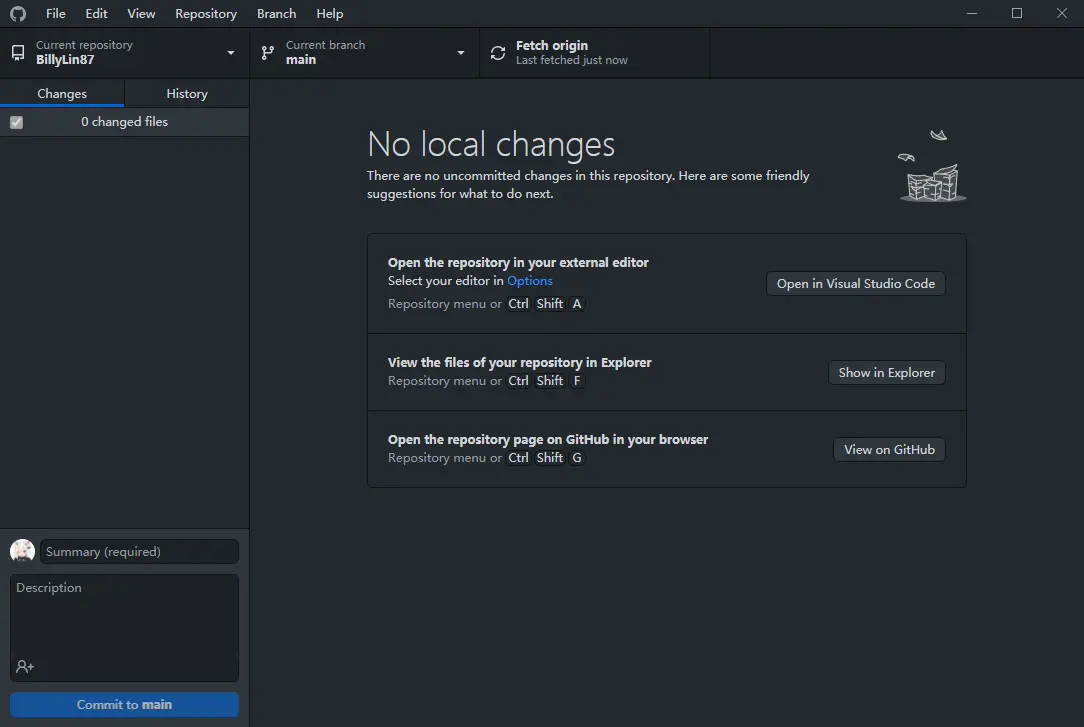 File Edit View Repository Branch Help
Current repository
BillyLin87
Current branch
main
Fetch origin
Last fetched just now
Changes
History
0 changed files
No local changes
There are no uncommitted changes in this repository. Here are some friendly
suggestions for what to do next.
Open the repository in your external editor
Select your editor in Options
Repository menu or Ctrl Shift A
Open in Visual Studio Code
View the files of your repository in Explorer
Repository menu or Ctrl Shift F
Show in Explorer
Open the repository page on GitHub in your browser
Repository menu or Ctrl Shift G
View on GitHub
Summary (required)
Description
Commit to main